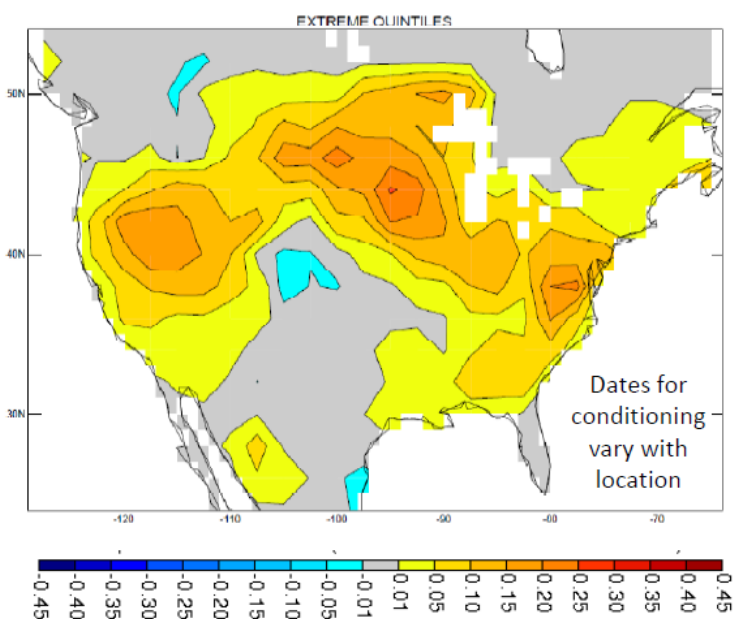 EXTREME QUINTILES
50N
40N
30N
Dates for
conditioning
vary with
location
-120 -110 -100 -90 -80 -70
-0.45 -0.40 -0.35 -0.30 -0.25 -0.20 -0.15 -0.10 -0.05 -0.01 0.01 0.05 0.10 0.15 0.20 0.25 0.30 0.35 0.40 0.45